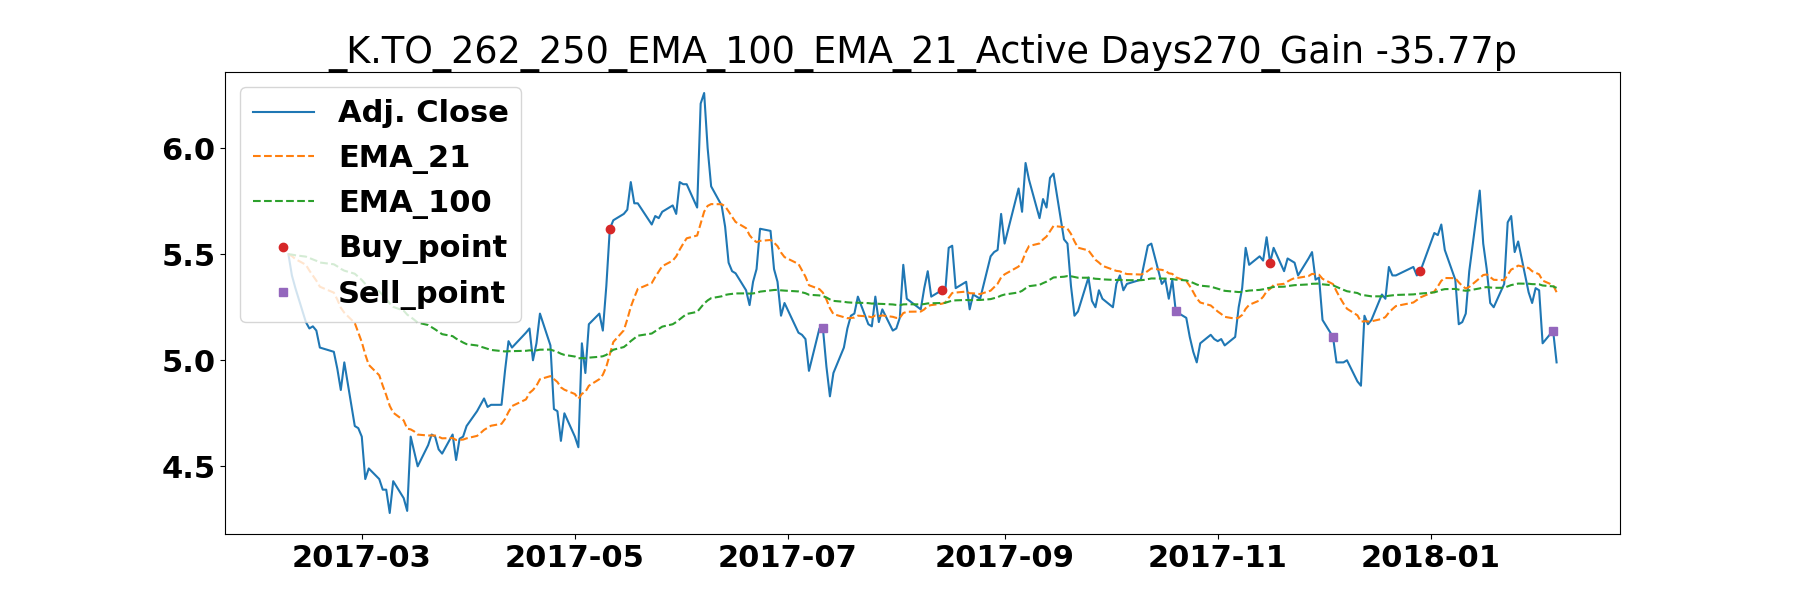 _K.TO_262_250_EMA_100_EMA_21_Active Days270_Gain -35.77p
Adj. Close
EMA_21
EMA_100
Buy_point
Sell_point
6.0
5.5
5.0
4.5
2017-03 2017-05 2017-07 2017-09 2017-11 2018-01